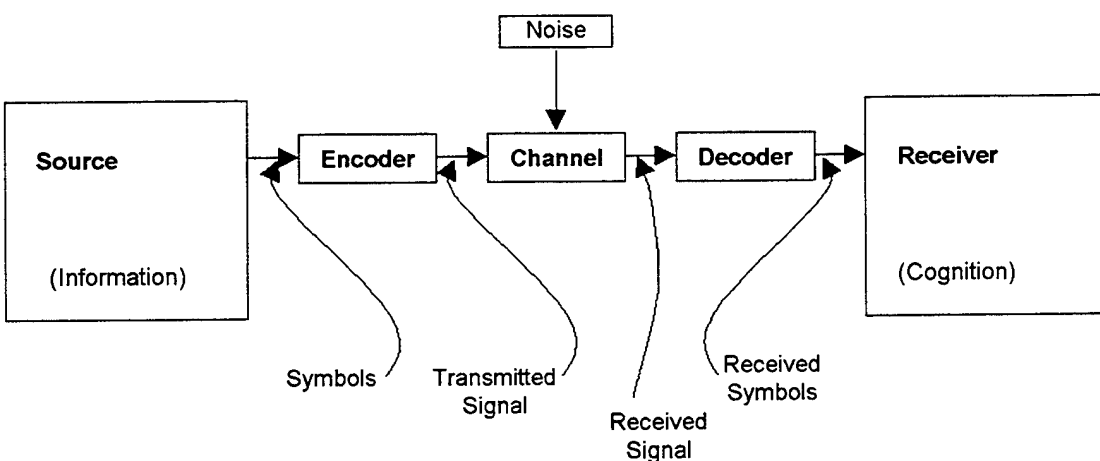 Noise
Source
Encoder
Channel
Decoder
Receiver
(Information)
(Cognition)
Symbols
Transmitted
Signal
Received
Signal
Received
Symbols